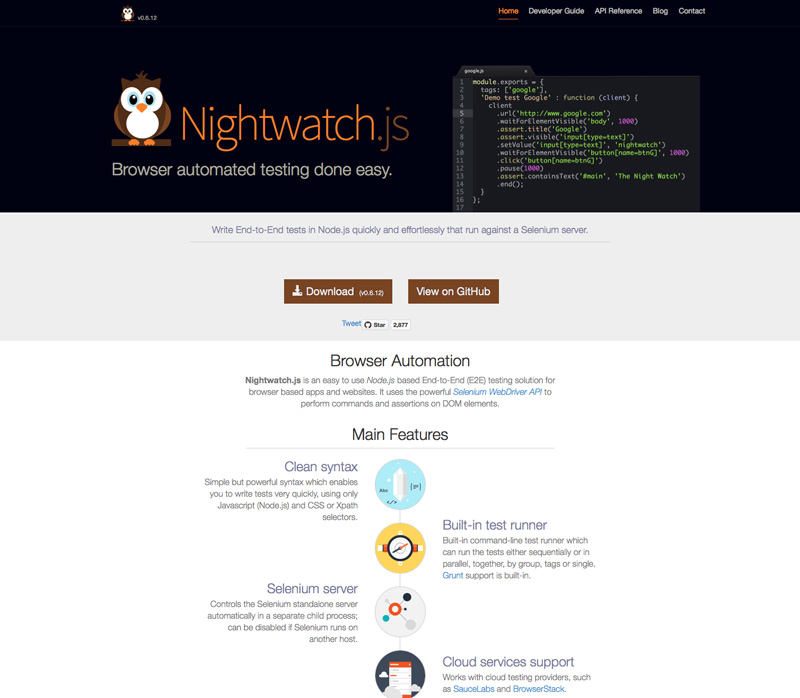 v0.6.12
Home Developer Guide API Reference Blog Contact
Nightwatch.js
Browser automated testing done easy.
google.js ×
1 module.exports = {
2 tags: ['google'],
3 'Demo test Google' : function (client) {
4 client
5 .url('http://www.google.com')
6 .waitForElementVisible('body', 1000)
7 .assert.title('Google')
8 .assert.visible('input[type=text]')
9 .setValue('input[type=text]', 'nightwatch')
10 .waitForElementVisible('button[name=btnG]', 1000)
11 .click('button[name=btnG]')
12 .pause(1000)
13 .assert.containsText('#main', 'The Night Watch')
14 .end();
15 }
16 };
17
Write End-to-End tests in Node.js quickly and effortlessly that run against a Selenium server.
Download (v0.6.12) View on GitHub
Tweet Star 2,877
Browser Automation
Nightwatch.js is an easy to use Node.js based End-to-End (E2E) testing solution for
browser based apps and websites. It uses the powerful Selenium WebDriver API to
perform commands and assertions on DOM elements.
Main Features
Clean syntax
Simple but powerful syntax which enables
you to write tests very quickly, using only
Javascript (Node.js) and CSS or Xpath
selectors.
Abc
</>
Built-in test runner
Built-in command-line test runner which
can run the tests either sequentially or in
parallel, together, by group, tags or single.
Grunt support is built-in.
Selenium server
Controls the Selenium standalone server
automatically in a separate child process;
can be disabled if Selenium runs on
another host.
Cloud services support
Works with cloud testing providers, such
as SauceLabs and BrowserStack.